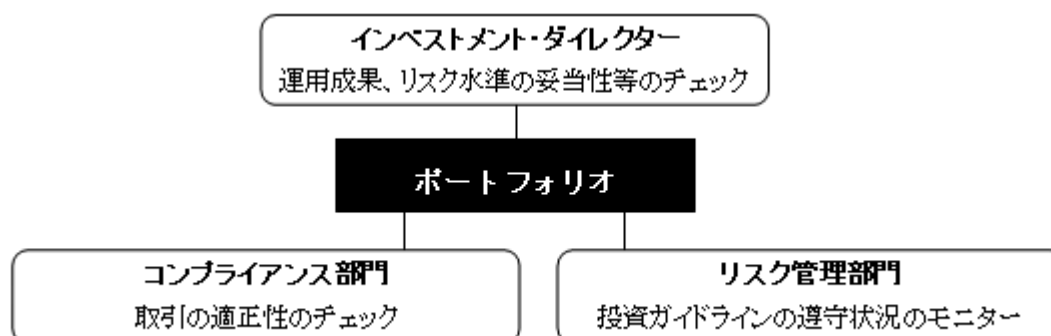 インベストメント・ダイレクター
運用成果、リスク水準の妥当性等のチェック
ポートフォリオ
コンプライアンス部門
取引の適正性のチェック
リスク管理部門
投資ガイドラインの遵守状況のモニター